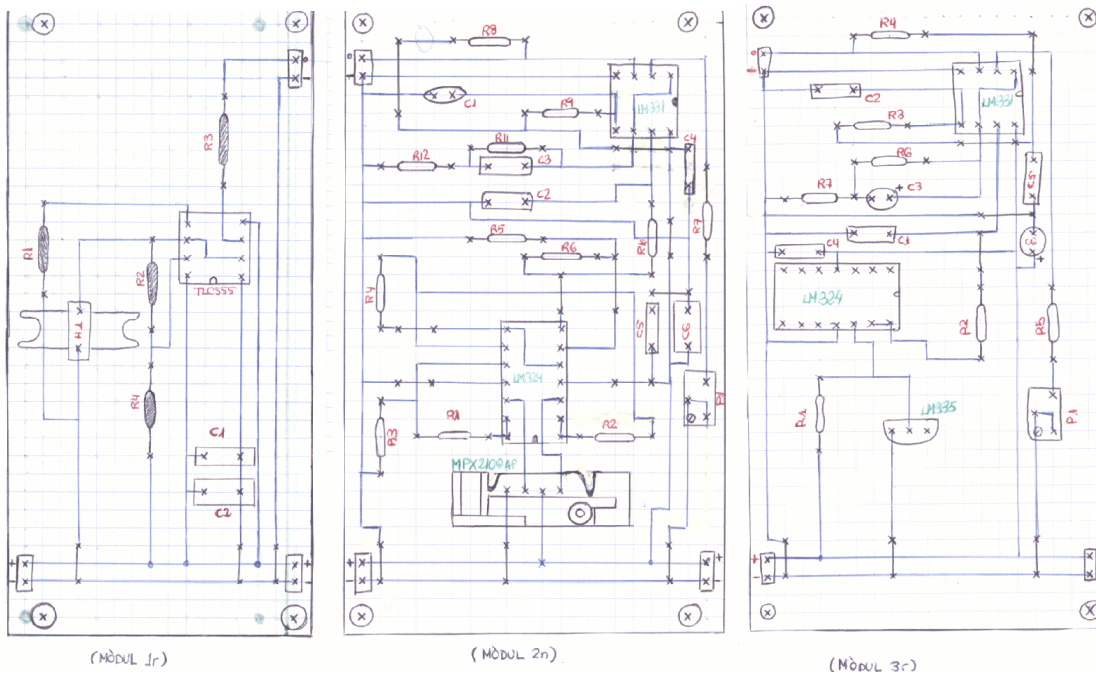 R3
R1
R2
TLC555
TH
R4
C1
C2
+
-
+
-
(MÒDUL 1r)
R8
C1
LM331
R9
R11
C4
R12
C3
C2
R7
R5
R10
R6
R4
C5
C6
LM324
P1
R1
R2
R3
MPX2100AP
+
-
+
-
(MÒDUL 2n)
R4
C2
LM331
R3
R6
C5
R7
+
C3
C1
C6
+
C4
LM324
R2
R5
LM335
R1
P1
+
-
(MÒDUL 3r)